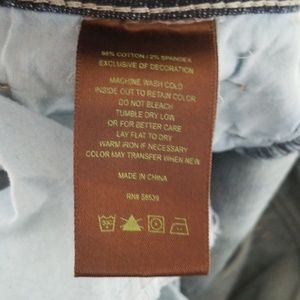 98% COTTON / 2% SPANDEX
EXCLUSIVE OF DECORATION
MACHINE WASH COLD
INSIDE OUT TO RETAIN COLOR
DO NOT BLEACH
TUMBLE DRY LOW
OR FOR BETTER CARE
LAY FLAT TO DRY
WARM IRON IF NECESSARY
COLOR MAY TRANSFER WHEN NEW
MADE IN CHINA